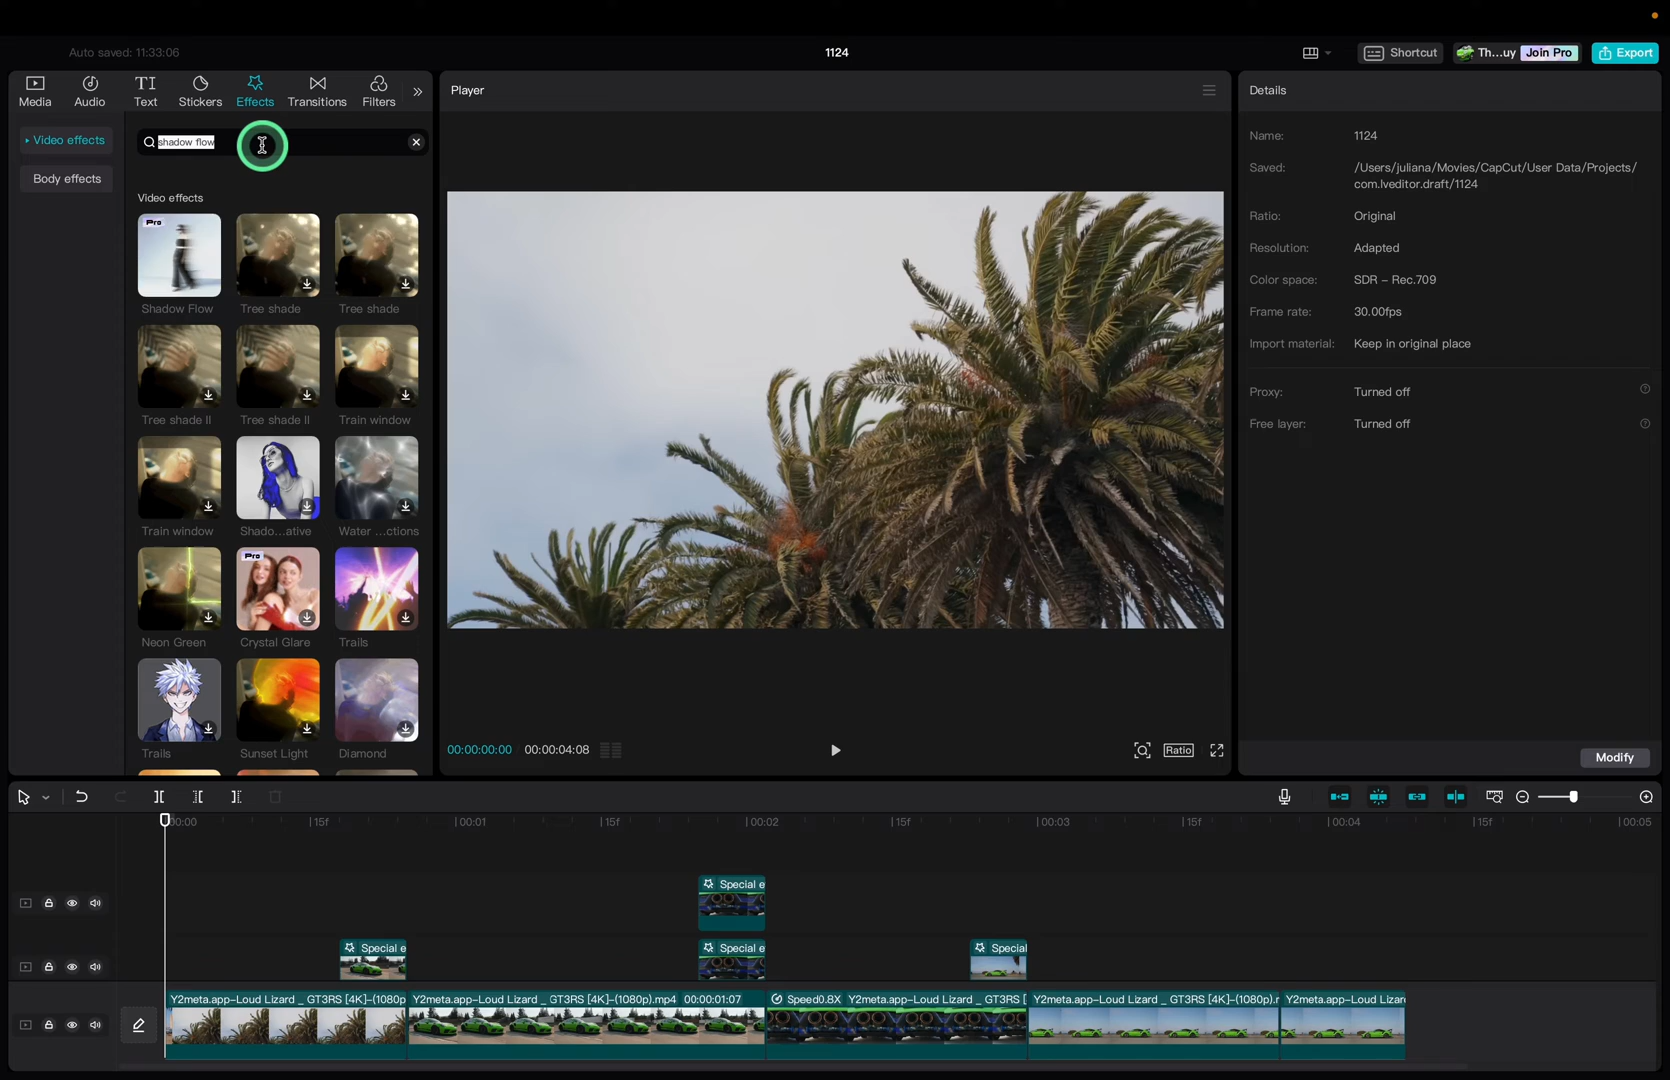 Auto saved: 11:33:06
1124
Shortcut
Th...uy
Join Pro
Export
Media
Audio
TI
Text
Stickers
Effects
Transitions
Filters
Player
Details
Video effects
Body effects
shadow flow
Video effects
Pro
Shadow Flow
Tree shade
Tree shade
Tree shade II
Tree shade II
Train window
Train window
Shado...ative
Water ...ctions
Pro
Neon Green
Crystal Glare
Trails
Trails
Sunset Light
Diamond
Name: 1124
Saved: /Users/juliana/Movies/CapCut/User Data/Projects/
com.lveditor.draft/1124
Ratio: Original
Resolution: Adapted
Color space: SDR – Rec.709
Frame rate: 30.00fps
Import material: Keep in original place
Proxy: Turned off
Free layer: Turned off
Modify
00:00:00:00 00:00:04:08
Ratio
00:00 15f 00:01 15f 00:02 15f 00:03 15f 00:04 15f 00:05
Special e
Special e
Special e
Special
Y2meta.app–Loud Lizard _ GT3RS [4K]–(1080p
Y2meta.app–Loud Lizard _ GT3RS [4K]–(1080p).mp4 00:00:01:07
Speed0.8X Y2meta.app–Loud Lizard _ GT3RS [
Y2meta.app–Loud Lizard _ GT3RS [4K]–(1080p).r
Y2meta.app–Loud Lizar